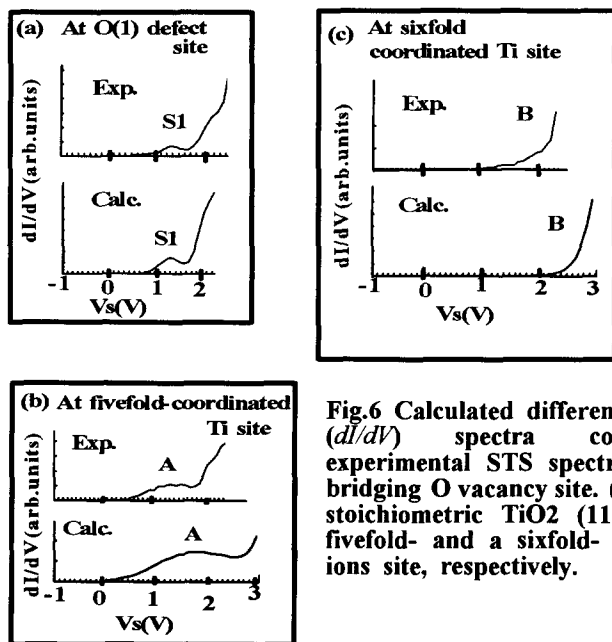 (a) At O(1) defect
site
Exp.
S1
Calc.
S1
dI/dV(arb.units)
-1 0 1 2
Vs(V)
(c) At sixfold
coordinated Ti site
Exp.
B
Calc.
B
dI/dV(arb.units)
-1 0 1 2 3
Vs(V)
(b) At fivefold-coordinated
Ti site
Exp.
A
Calc.
A
dI/dV(arb.units)
0 1 2 3
Vs(V)
Fig.6 Calculated differen
(dI/dV) spectra co
experimental STS spectr
bridging O vacancy site. (
stoichiometric TiO2 (11
fivefold- and a sixfold-
ions site, respectively.